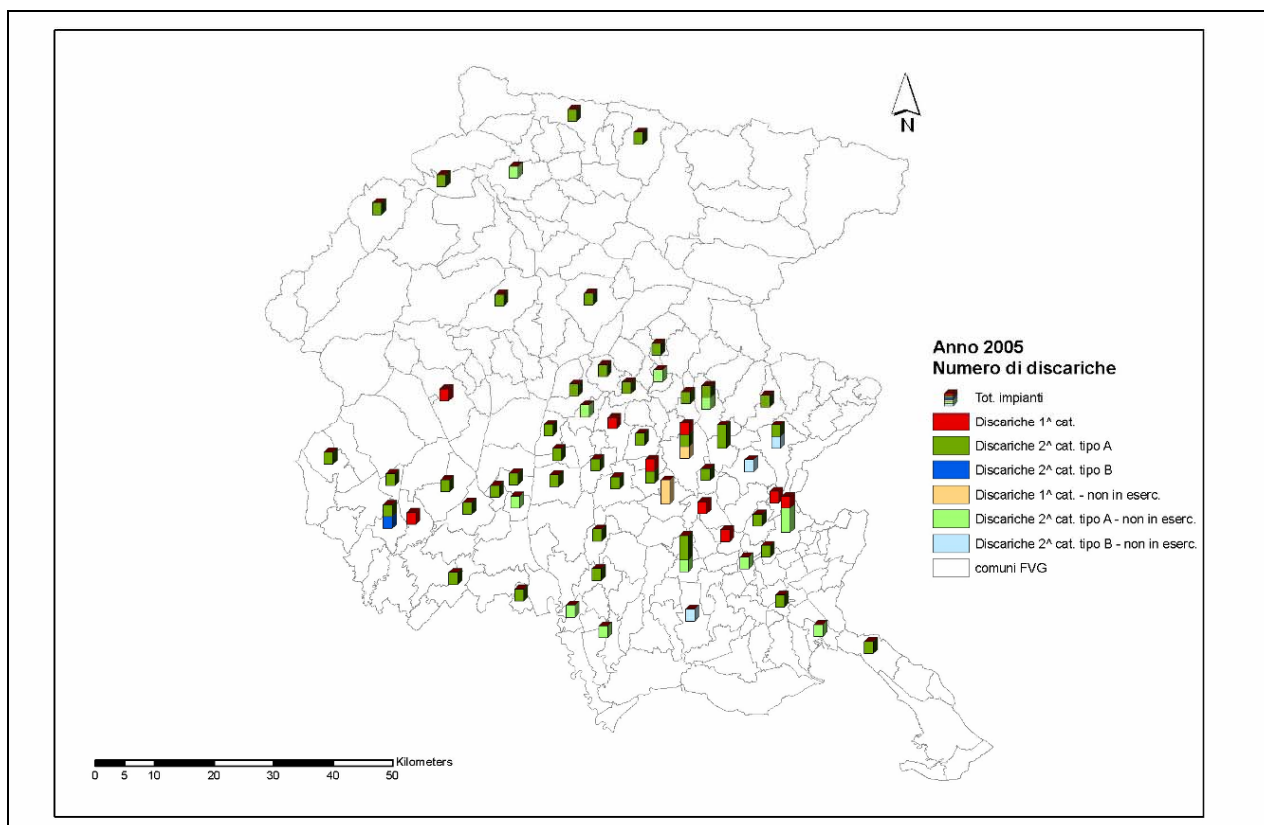 N
Anno 2005
Numero di discariche
Tot. impianti
Discariche 1^ cat.
Discariche 2^ cat. tipo A
Discariche 2^ cat. tipo B
Discariche 1^ cat. - non in eserc.
Discariche 2^ cat. tipo A - non in eserc.
Discariche 2^ cat. tipo B - non in eserc.
comuni FVG
Kilometers
0 5 10 20 30 40 50